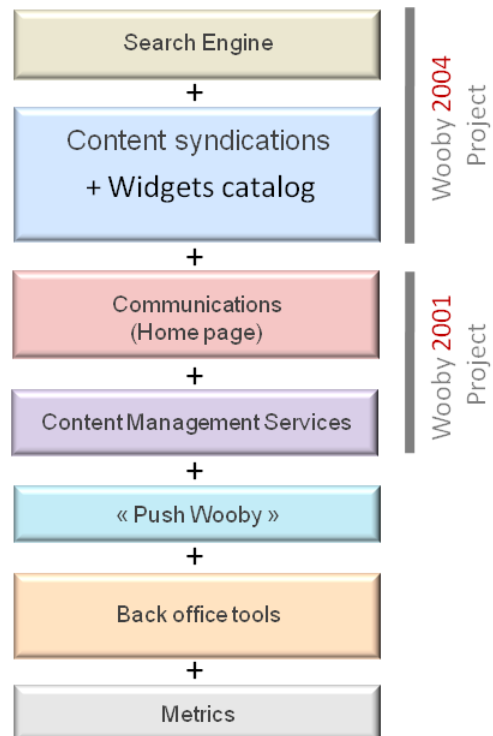 Search Engine
+
Content syndications
+ Widgets catalog
+
Communications
(Home page)
+
Content Management Services
+
« Push Wooby »
+
Back office tools
+
Metrics
Wooby 2004
Project
Wooby 2001
Project